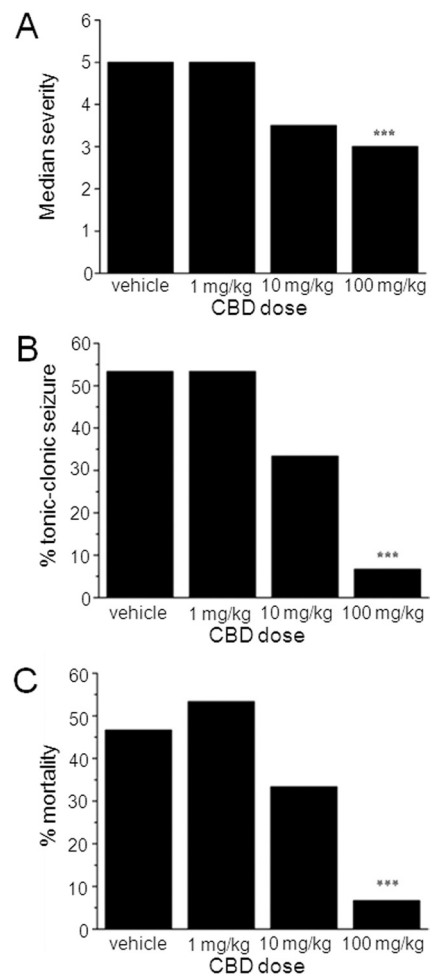 A
Median severity
6
5
4
3
2
1
0
***
vehicle 1 mg/kg 10 mg/kg 100 mg/kg
CBD dose
B
% tonic-clonic seizure
60
50
40
30
20
10
0
***
vehicle 1 mg/kg 10 mg/kg 100 mg/kg
CBD dose
C
% mortality
60
50
40
30
20
10
0
***
vehicle 1 mg/kg 10 mg/kg 100 mg/kg
CBD dose